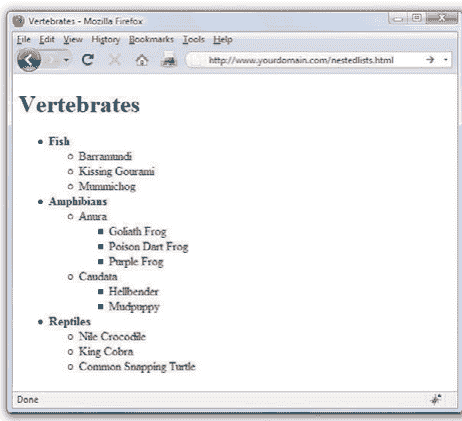 Vertebrates - Mozilla Firefox
File Edit View History Bookmarks Tools Help
http://www.yourdomain.com/nestedlists.html
Vertebrates
Fish
Barramundi
Kissing Gourami
Mummichog
Amphibians
Anura
Goliath Frog
Poison Dart Frog
Purple Frog
Caudata
Hellbender
Mudpuppy
Reptiles
Nile Crocodile
King Cobra
Common Snapping Turtle
Done